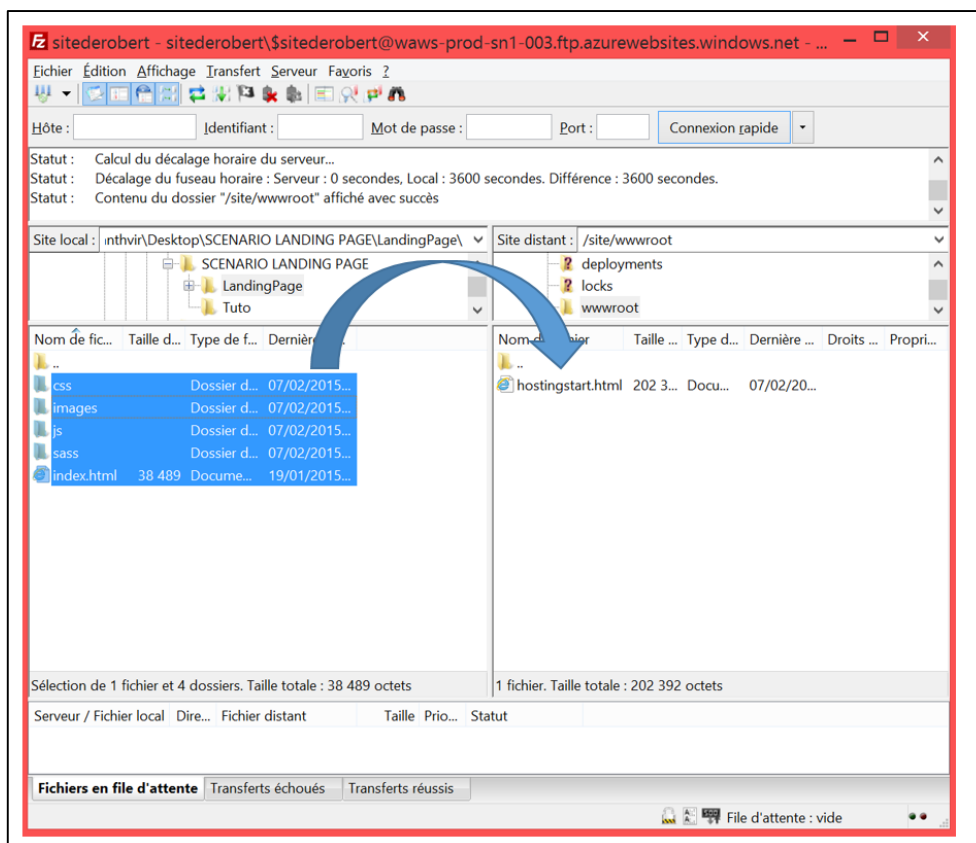 sitederobert - sitederobert\$sitederobert@waws-prod-sn1-003.ftp.azurewebsites.windows.net - ...
Fichier Édition Affichage Transfert Serveur Favoris ?
Hôte : Identifiant : Mot de passe : Port : Connexion rapide
Statut : Calcul du décalage horaire du serveur...
Statut : Décalage du fuseau horaire : Serveur : 0 secondes, Local : 3600 secondes. Différence : 3600 secondes.
Statut : Contenu du dossier "/site/wwwroot" affiché avec succès
Site local : nthvir\Desktop\SCENARIO LANDING PAGE\LandingPage\
SCENARIO LANDING PAGE
LandingPage
Tuto
Site distant : /site/wwwroot
deployments
locks
wwwroot
Nom de fic... Taille d... Type de f... Dernière
..
css Dossier d... 07/02/2015...
images Dossier d... 07/02/2015...
js Dossier d... 07/02/2015...
sass Dossier d... 07/02/2015...
index.html 38 489 Docume... 19/01/2015...
Sélection de 1 fichier et 4 dossiers. Taille totale : 38 489 octets
Taille ... Type d... Dernière ... Droits ... Propri...
..
hostingstart.html 202 3... Docu... 07/02/20...
1 fichier. Taille totale : 202 392 octets
Serveur / Fichier local Dire... Fichier distant Taille Prio... Statut
Fichiers en file d'attente Transferts échoués Transferts réussis
File d'attente : vide